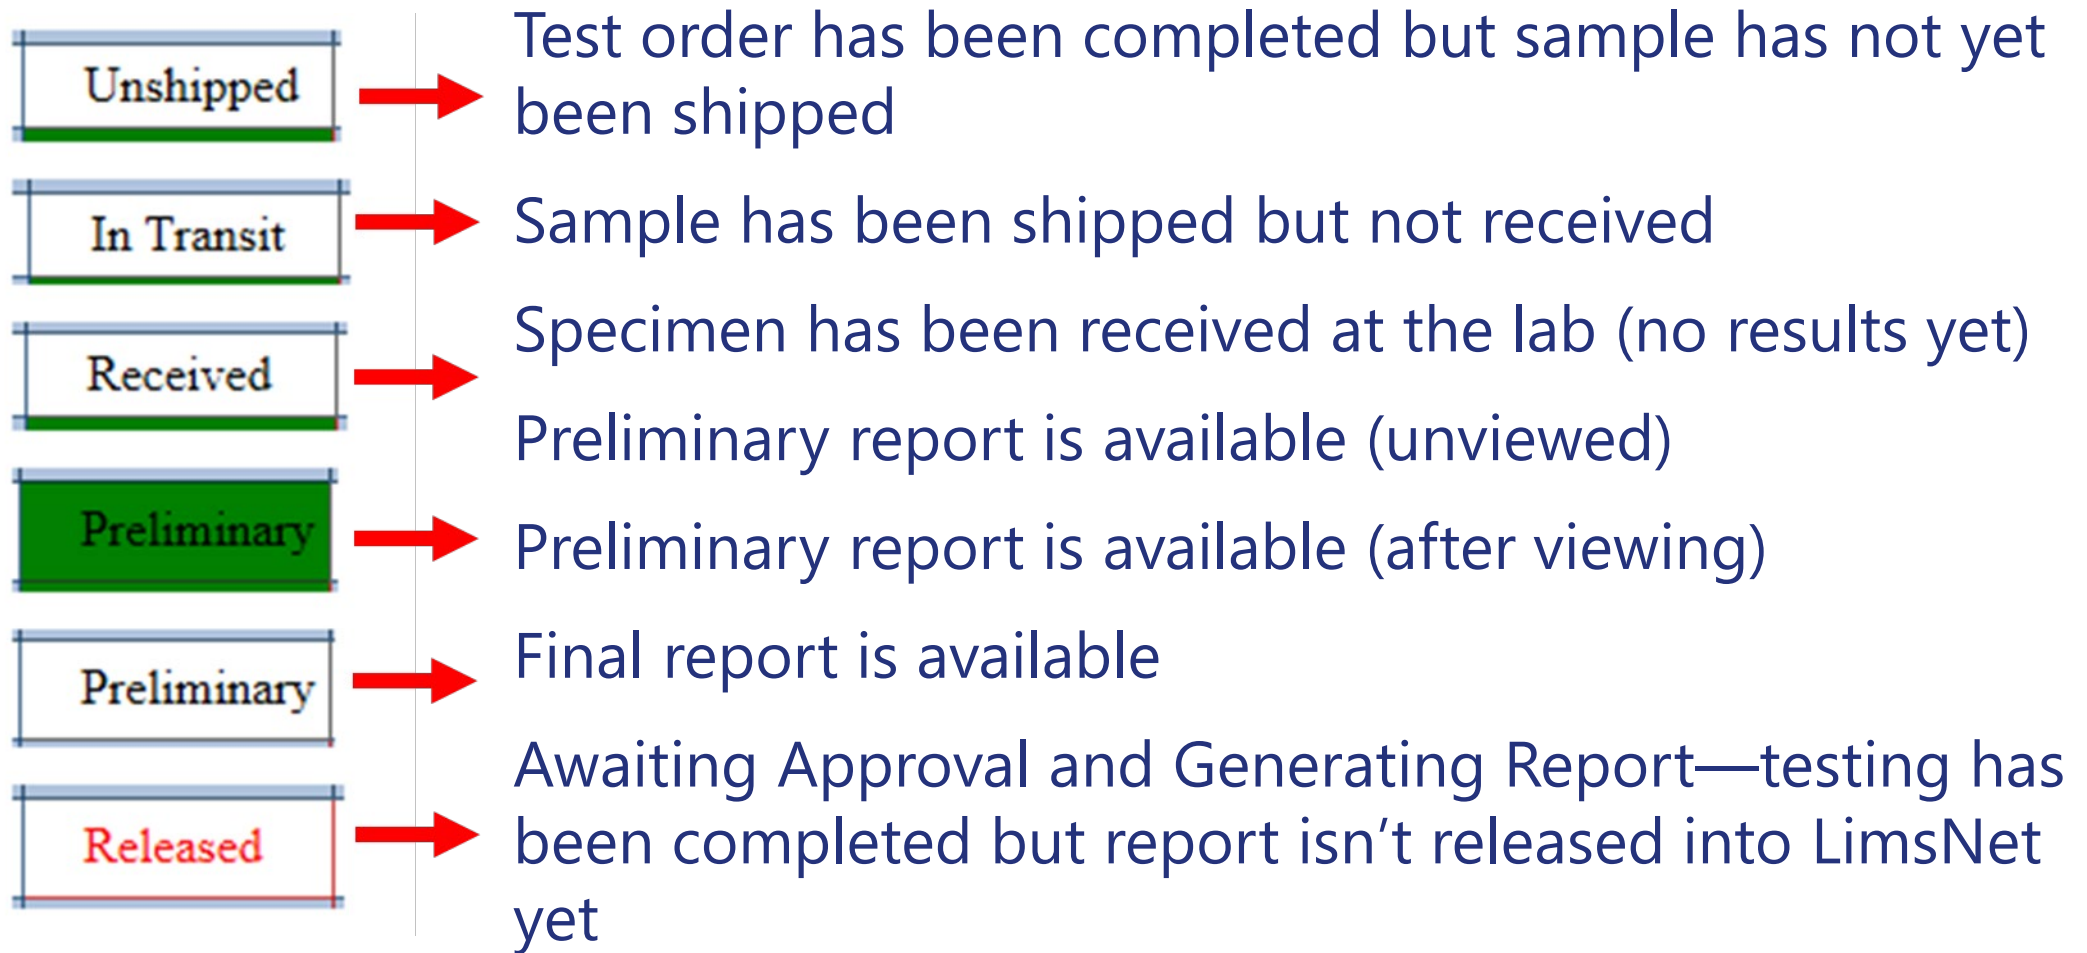 Unshipped
Test order has been completed but sample has not yet
been shipped
In Transit
Sample has been shipped but not received
Received
Specimen has been received at the lab (no results yet)
Preliminary report is available (unviewed)
Preliminary
Preliminary report is available (after viewing)
Preliminary
Final report is available
Released
Awaiting Approval and Generating Report—testing has
been completed but report isn’t released into LimsNet
yet